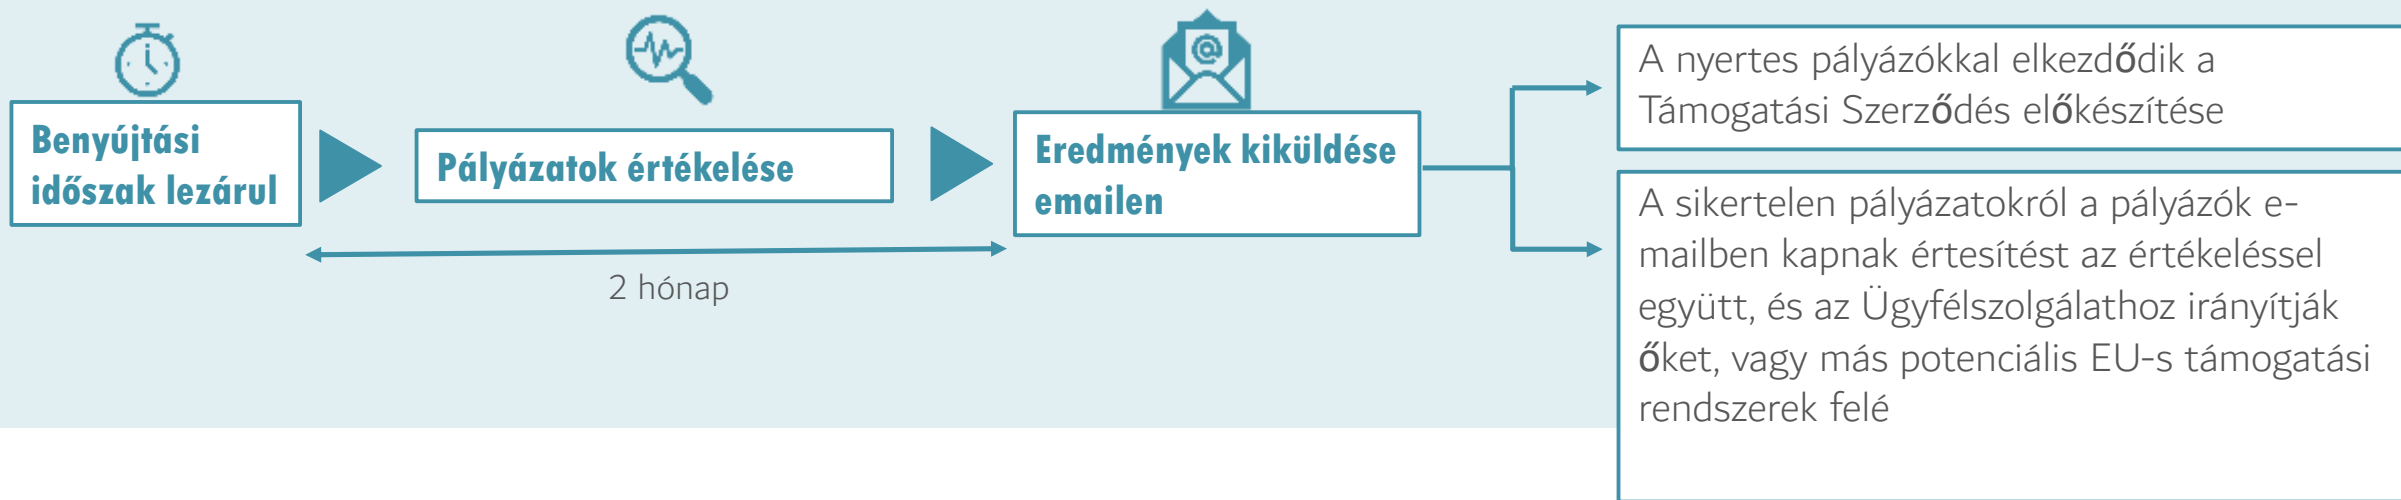 Benyújtási
időszak lezárul
Pályázatok értékelése
Eredmények kiküldése
emailen
2 hónap
A nyertes pályázókkal elkezdődik a
Támogatási Szerződés előkészítése
A sikertelen pályázatokról a pályázók e-
mailben kapnak értesítést az értékeléssel
együtt, és az Ügyfélszolgálathoz irányítják
őket, vagy más potenciális EU-s támogatási
rendszerek felé